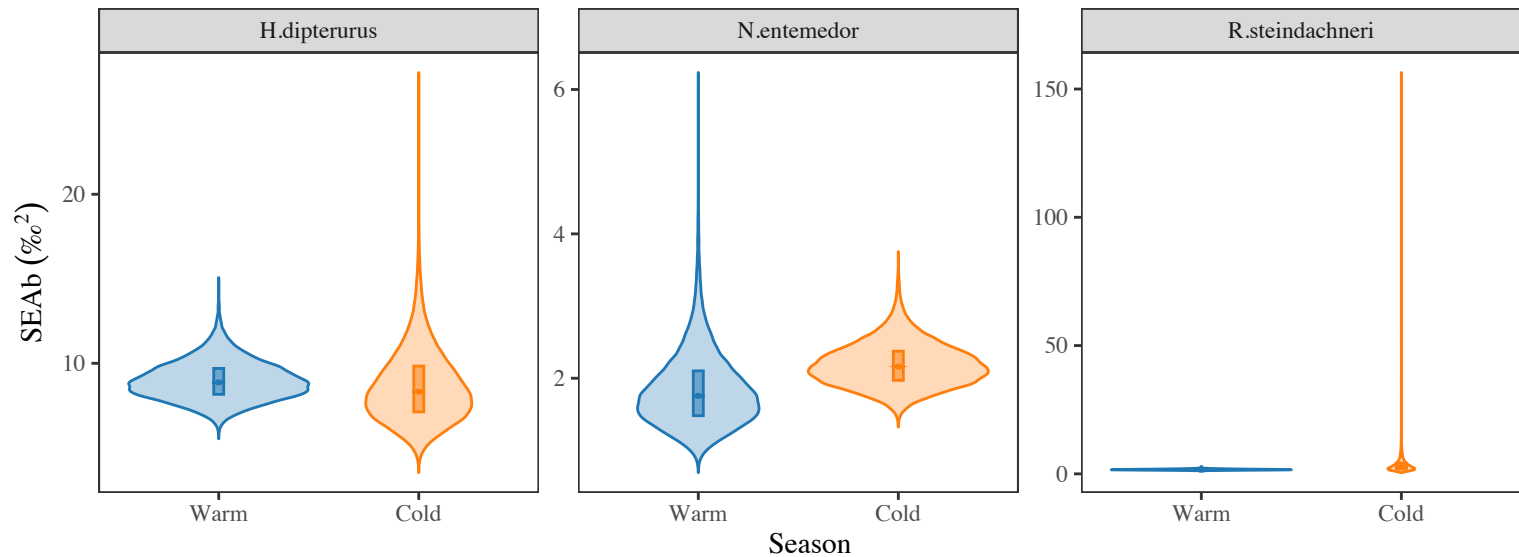 H.dipterurus
N.entemedor
R.steindachneri
SEAb (‰²)
20
10
6
4
2
150
100
50
0
Warm
Cold
Warm
Cold
Warm
Cold
Season